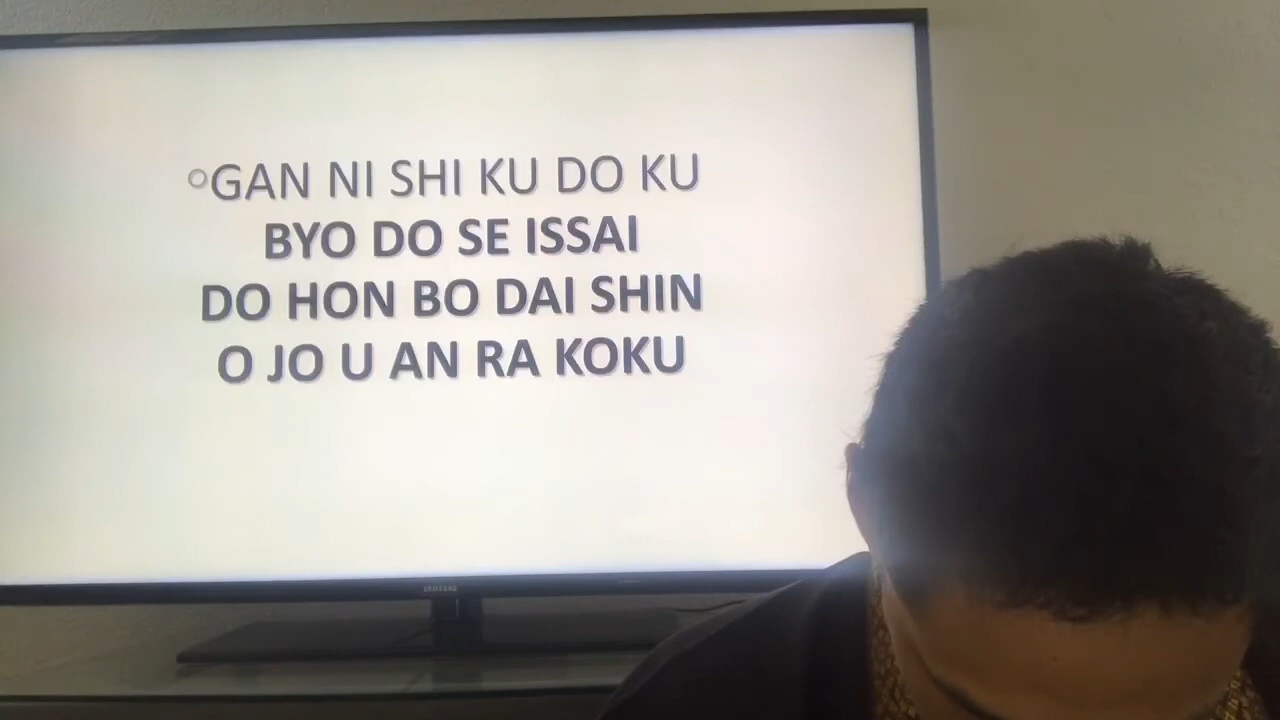 °GAN NI SHI KU DO KU
BYO DO SE ISSAI
DO HON BO DAI SHIN
O JO U AN RA KOKU
SAMSUNG